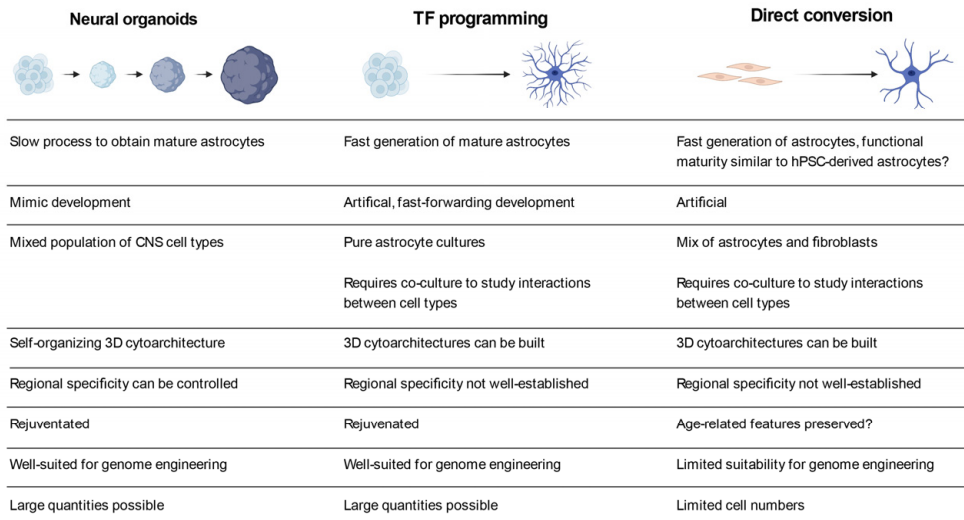 Neural organoids
TF programming
Direct conversion
Slow process to obtain mature astrocytes
Fast generation of mature astrocytes
Fast generation of astrocytes, functional
maturity similar to hPSC-derived astrocytes?
Mimic development
Artifical, fast-forwarding development
Artificial
Mixed population of CNS cell types
Pure astrocyte cultures
Requires co-culture to study interactions
between cell types
Mix of astrocytes and fibroblasts
Requires co-culture to study interactions
between cell types
Self-organizing 3D cytoarchitecture
3D cytoarchitectures can be built
3D cytoarchitectures can be built
Regional specificity can be controlled
Regional specificity not well-established
Regional specificity not well-established
Rejuventated
Rejuvenated
Age-related features preserved?
Well-suited for genome engineering
Well-suited for genome engineering
Limited suitability for genome engineering
Large quantities possible
Large quantities possible
Limited cell numbers